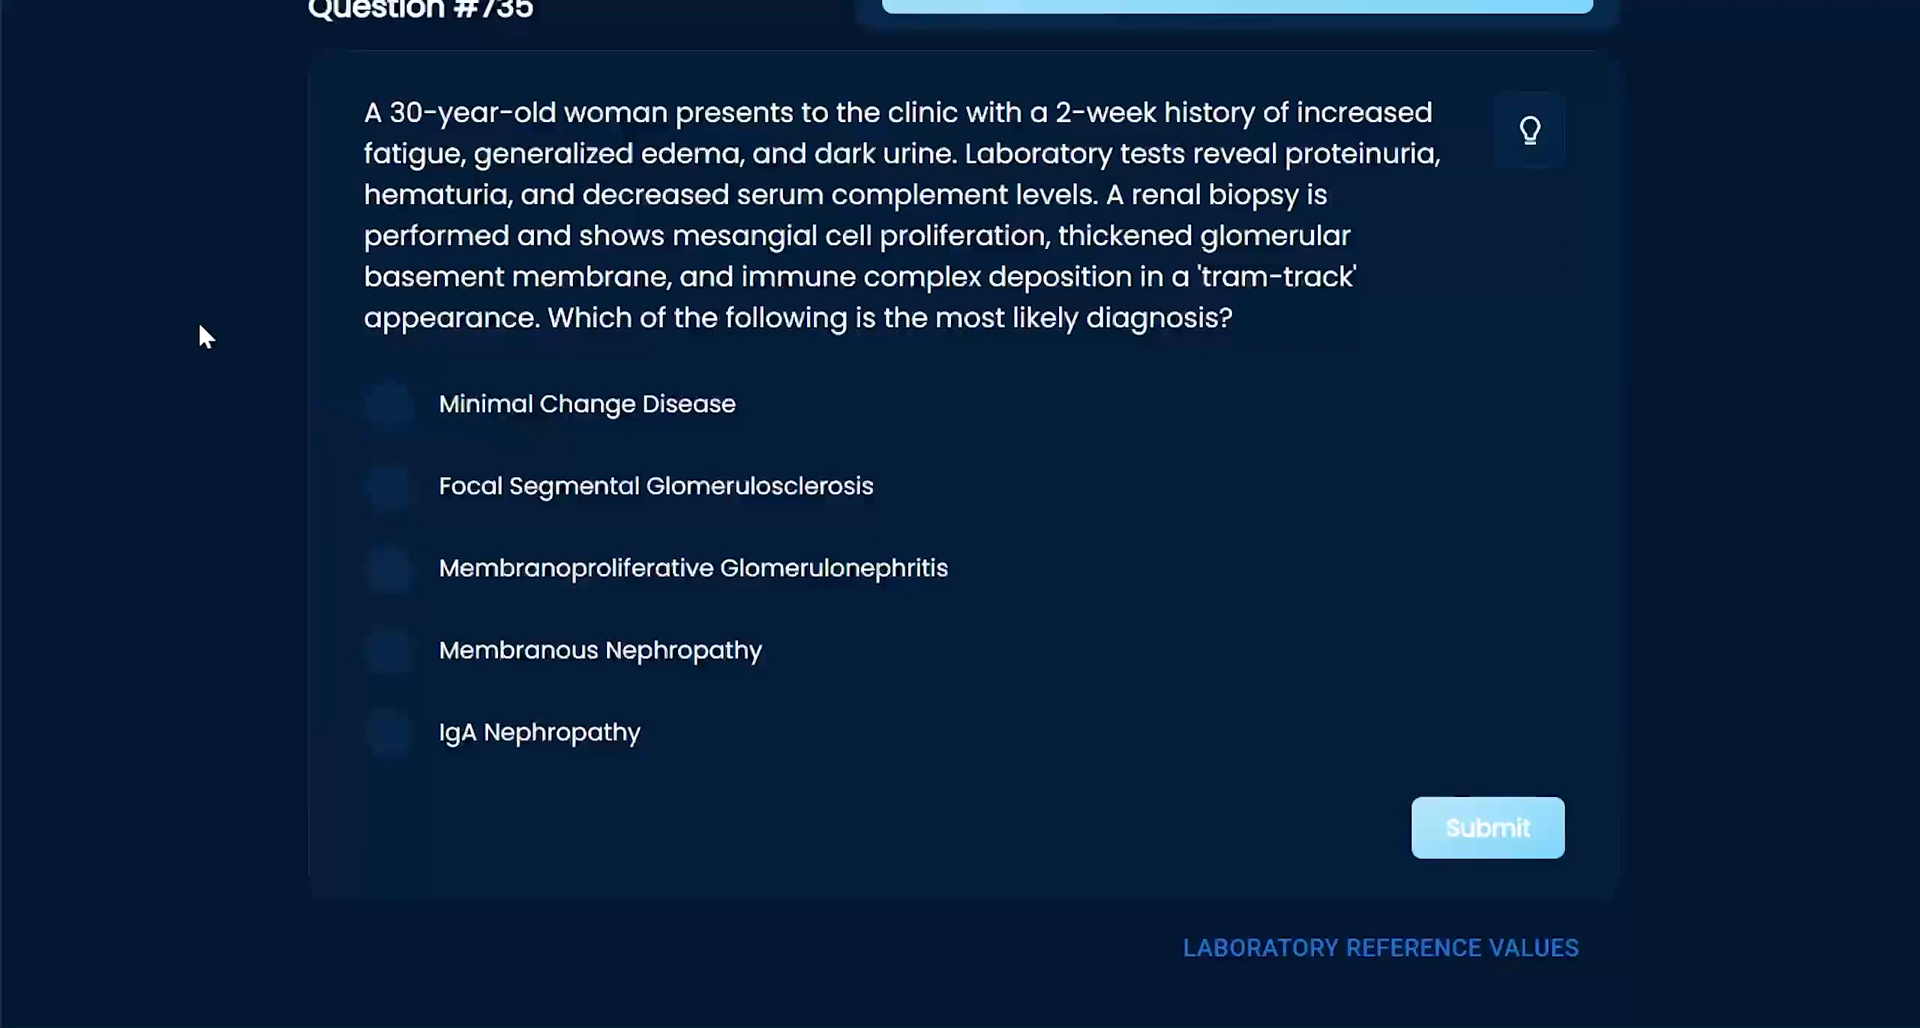 Question #735
A 30-year-old woman presents to the clinic with a 2-week history of increased
fatigue, generalized edema, and dark urine. Laboratory tests reveal proteinuria,
hematuria, and decreased serum complement levels. A renal biopsy is
performed and shows mesangial cell proliferation, thickened glomerular
basement membrane, and immune complex deposition in a 'tram-track'
appearance. Which of the following is the most likely diagnosis?
Minimal Change Disease
Focal Segmental Glomerulosclerosis
Membranoproliferative Glomerulonephritis
Membranous Nephropathy
IgA Nephropathy
Submit
LABORATORY REFERENCE VALUES